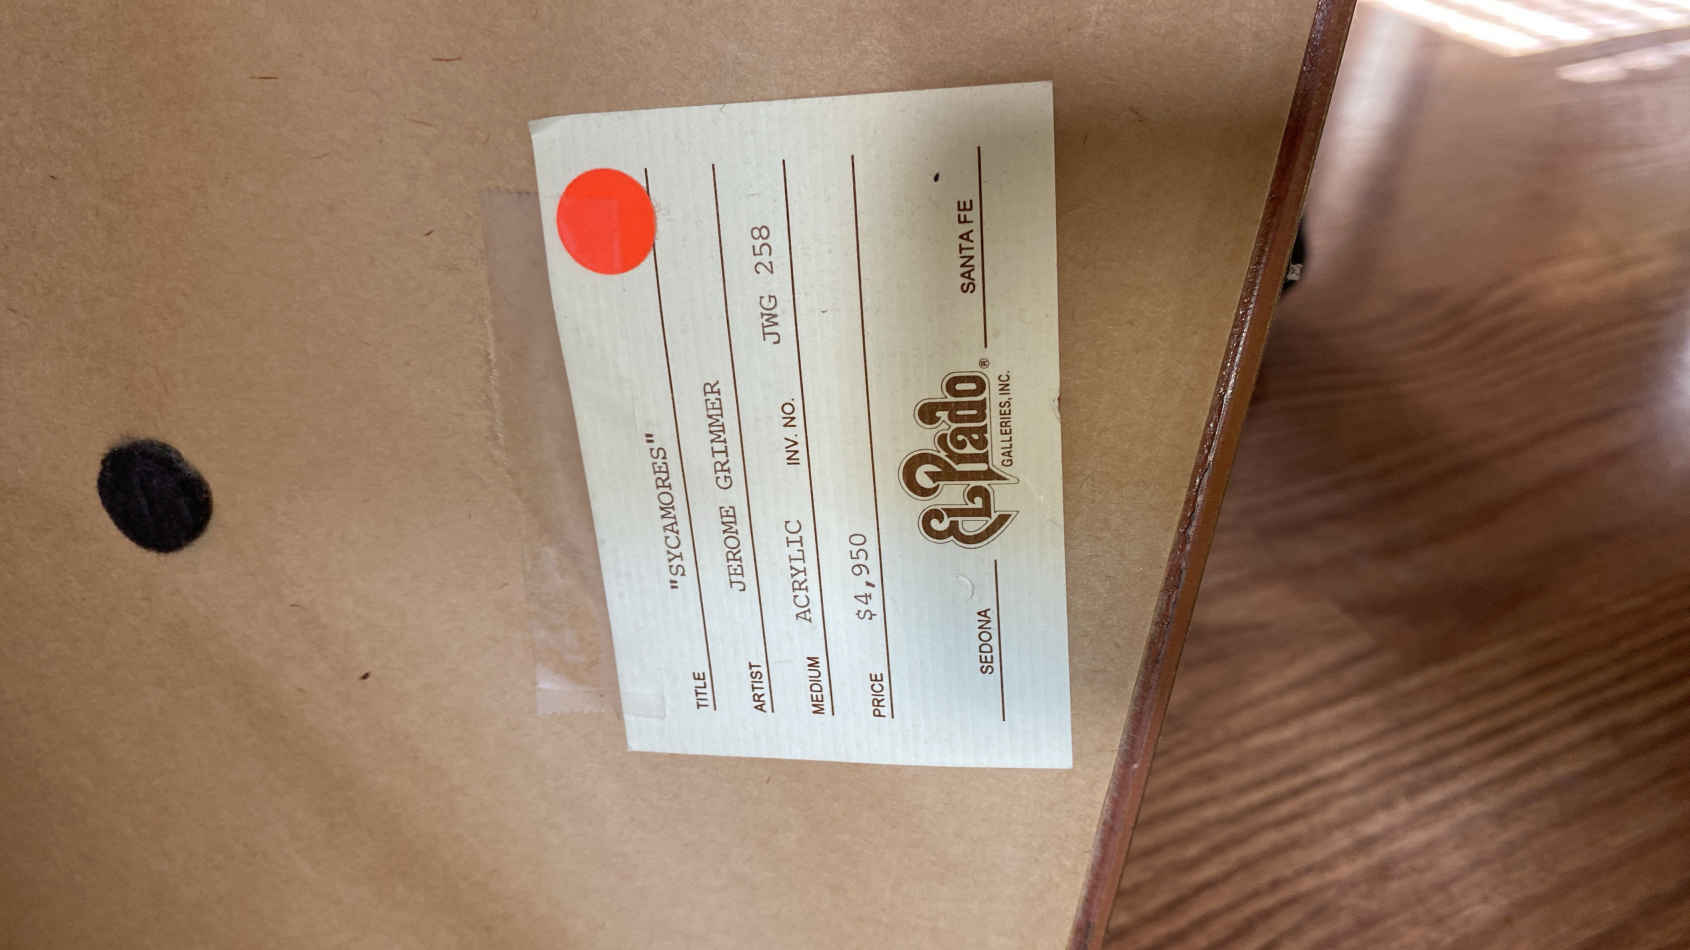 TITLE "SYCAMORES"
ARTIST JEROME GRIMMER
MEDIUM ACRYLIC INV. NO. JWG 258
PRICE $4,950
SEDONA EL Prado® SANTA FE
GALLERIES, INC.